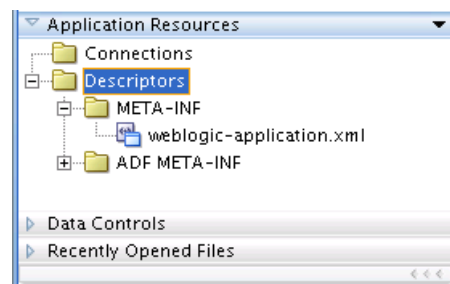 Application Resources
Connections
Descriptors
META-INF
weblogic-application.xml
ADF META-INF
Data Controls
Recently Opened Files